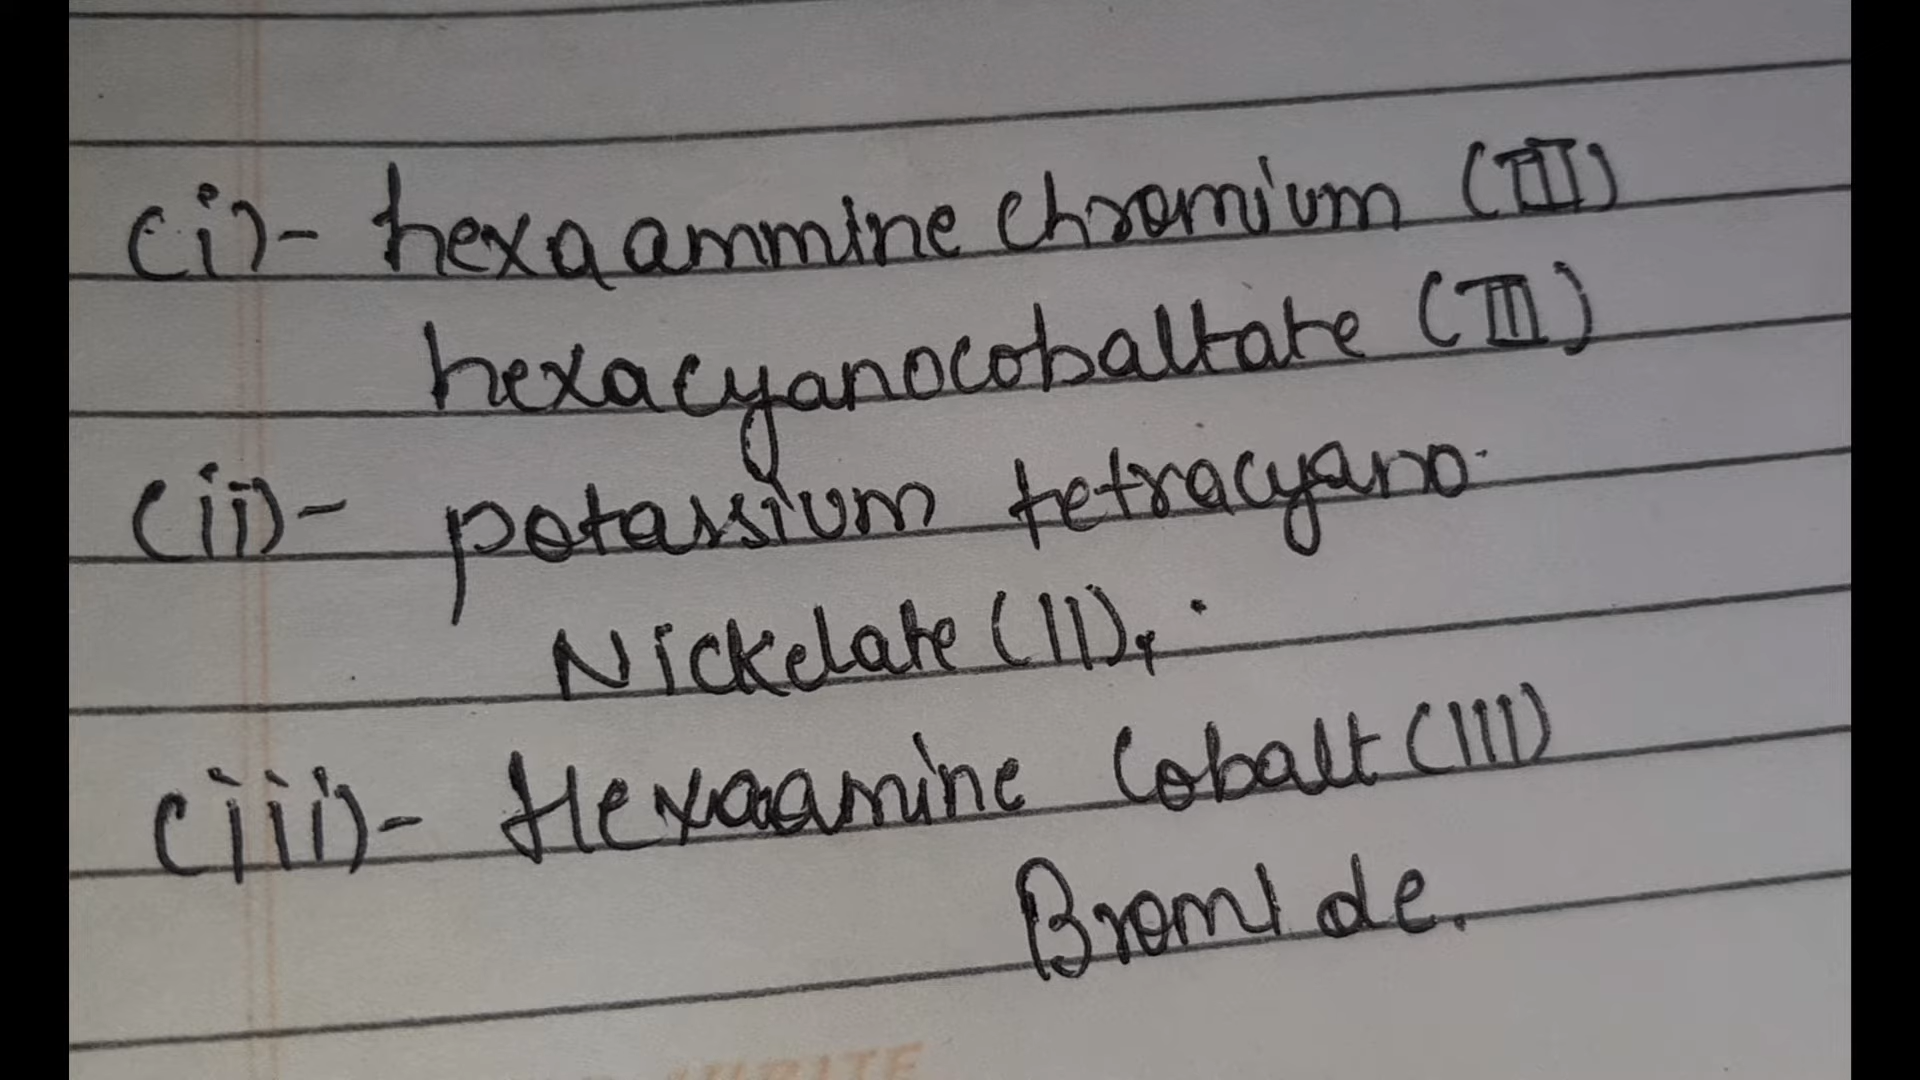 (i)- hexaammine chromium (III)
hexacyanocobaltate (III)
(ii)- potassium tetracyano.
Nickelate (II),
(iii)- Hexaamine Cobalt (III)
Bromide.